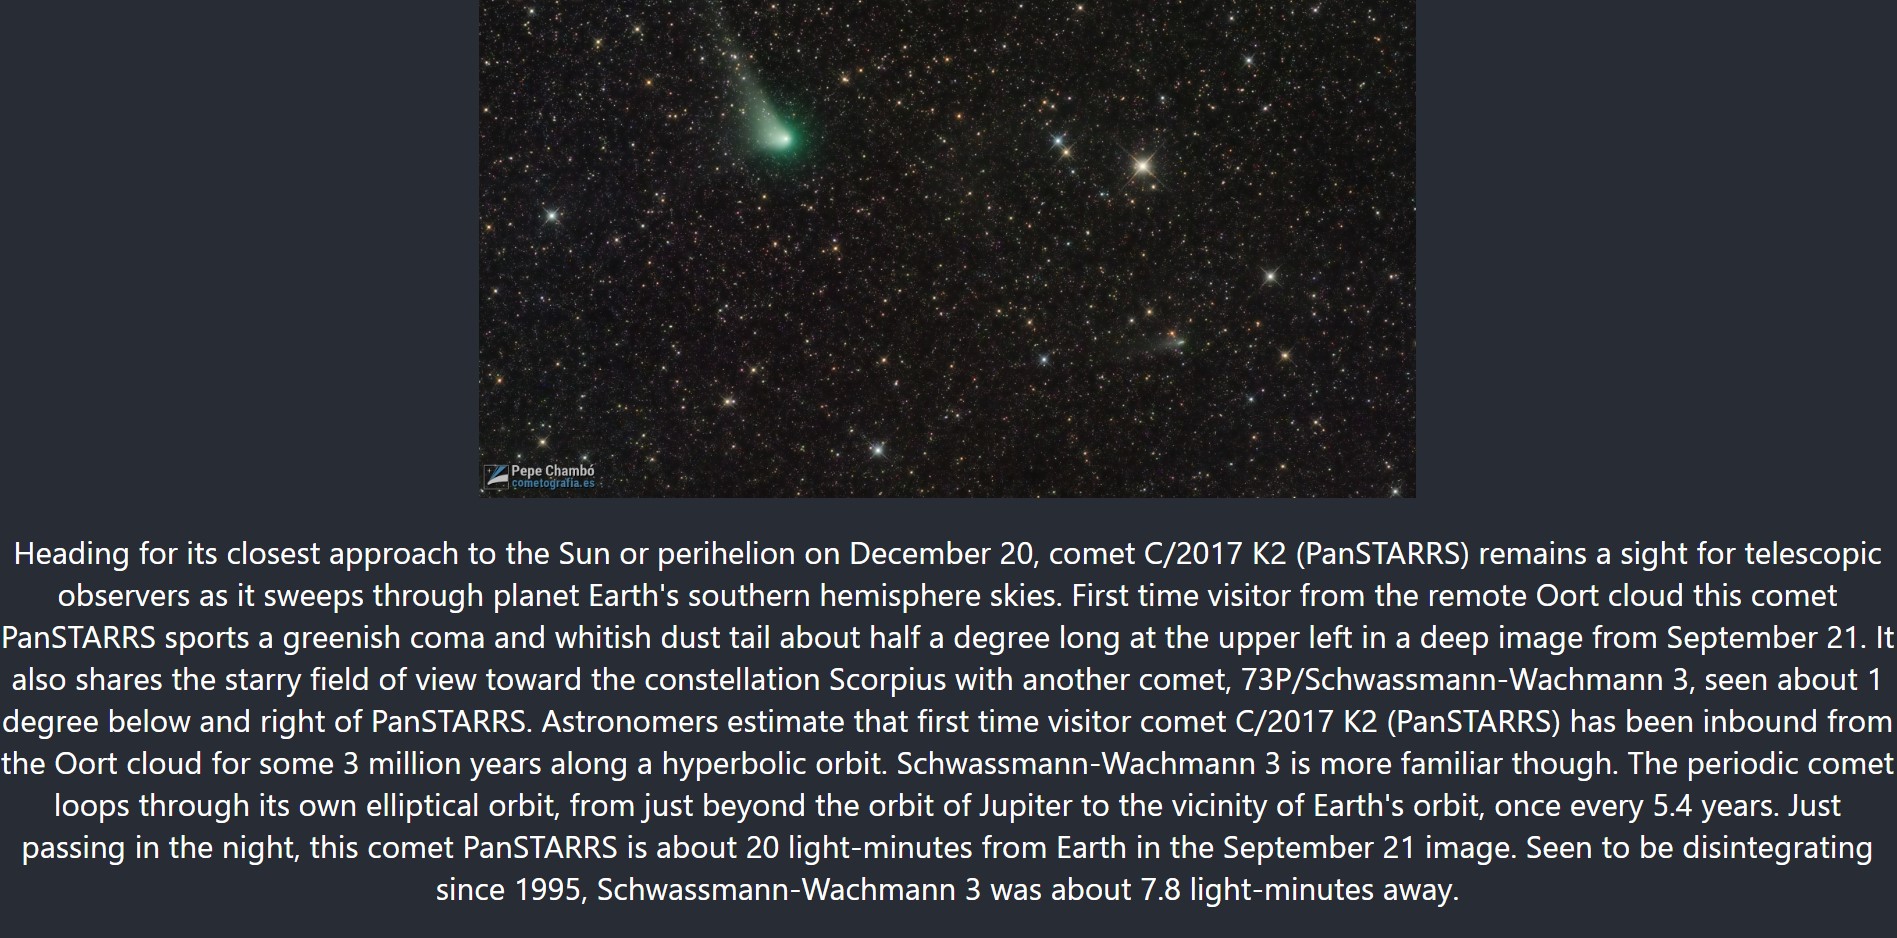 Pepe Chambó
cometografia.es
Heading for its closest approach to the Sun or perihelion on December 20, comet C/2017 K2 (PanSTARRS) remains a sight for telescopic
observers as it sweeps through planet Earth's southern hemisphere skies. First time visitor from the remote Oort cloud this comet
PanSTARRS sports a greenish coma and whitish dust tail about half a degree long at the upper left in a deep image from September 21. It
also shares the starry field of view toward the constellation Scorpius with another comet, 73P/Schwassmann-Wachmann 3, seen about 1
degree below and right of PanSTARRS. Astronomers estimate that first time visitor comet C/2017 K2 (PanSTARRS) has been inbound from
the Oort cloud for some 3 million years along a hyperbolic orbit. Schwassmann-Wachmann 3 is more familiar though. The periodic comet
loops through its own elliptical orbit, from just beyond the orbit of Jupiter to the vicinity of Earth's orbit, once every 5.4 years. Just
passing in the night, this comet PanSTARRS is about 20 light-minutes from Earth in the September 21 image. Seen to be disintegrating
since 1995, Schwassmann-Wachmann 3 was about 7.8 light-minutes away.